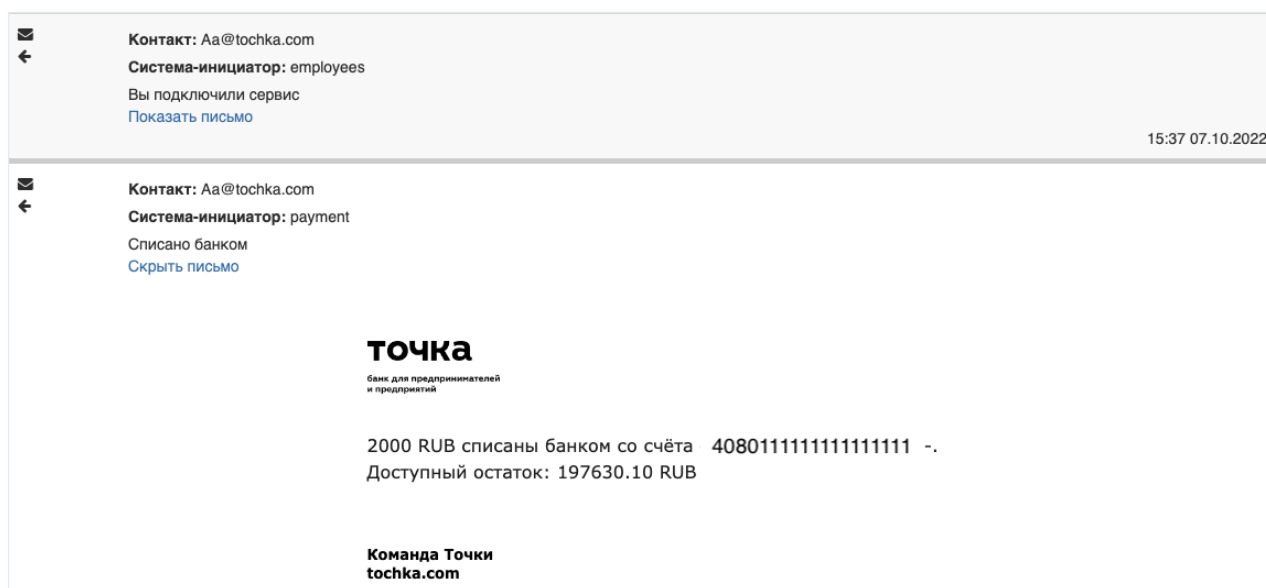 Контакт: Aa@tochka.com
Система-инициатор: employees
Вы подключили сервис
Показать письмо
15:37 07.10.2022
Контакт: Aa@tochka.com
Система-инициатор: payment
Списано банком
Скрыть письмо
точка
банк для предпринимателей
и предприятий
2000 RUB списаны банком со счёта 4080111111111111111 -.
Доступный остаток: 197630.10 RUB
Команда Точки
tochka.com